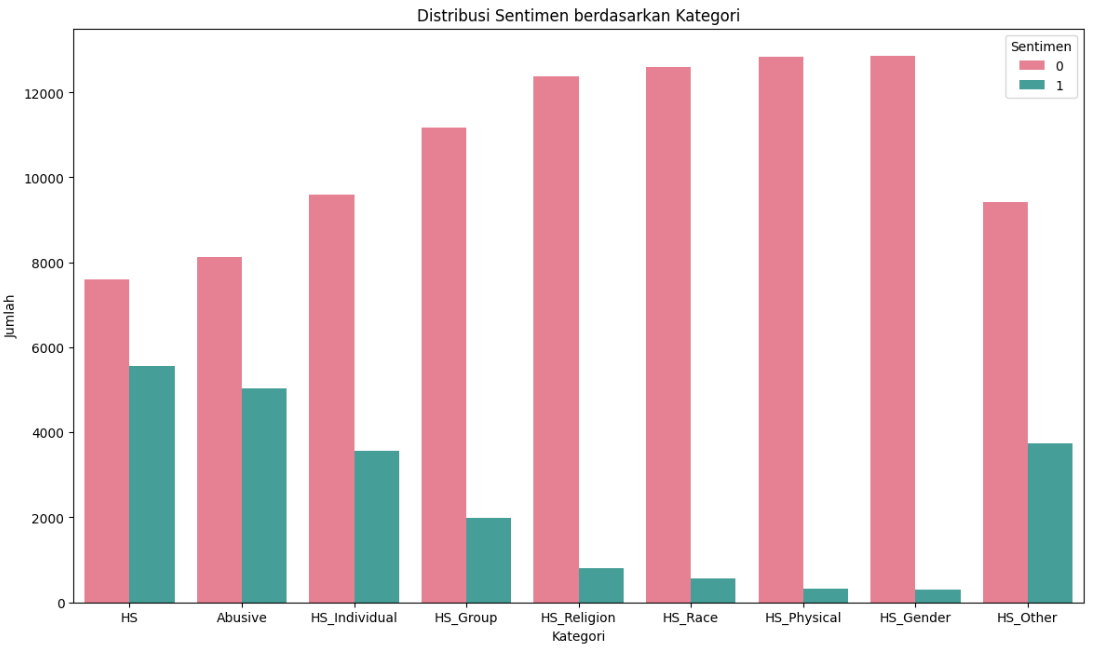 Distribusi Sentimen berdasarkan Kategori
Sentimen
0
1
Jumlah
12000
10000
8000
6000
4000
2000
0
HS Abusive HS_Individual HS_Group HS_Religion HS_Race HS_Physical HS_Gender HS_Other
Kategori